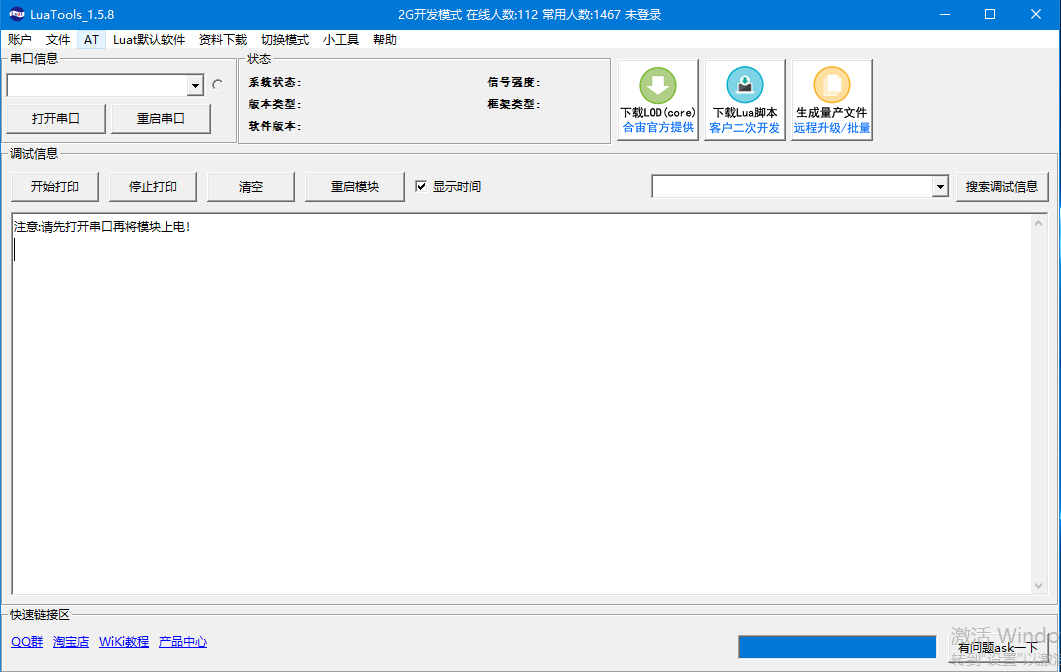 LuaTools_1.5.8 2G开发模式 在线人数:112 常用人数:1467 未登录
账户 文件 AT Luat默认软件 资料下载 切换模式 小工具 帮助
串口信息
打开串口 重启串口
状态
系统状态: 信号强度:
版本类型: 框架类型:
软件版本:
下载LOD(core) 下载Lua脚本 生成量产文件
合宙官方提供 客户二次开发 远程升级/批量
调试信息
开始打印 停止打印 清空 重启模块 显示时间 搜索调试信息
注意:请先打开串口再将模块上电!
快速链接区
QQ群 淘宝店 WiKi教程 产品中心
有问题ask一下
激活 Windo
转到"设置"以激活